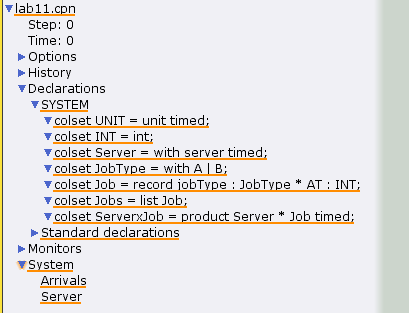 lab11.cpn
Step: 0
Time: 0
Options
History
Declarations
SYSTEM
colset UNIT = unit timed;
colset INT = int;
colset Server = with server timed;
colset JobType = with A | B;
colset Job = record jobType : JobType * AT : INT;
colset Jobs = list Job;
colset ServerxJob = product Server * Job timed;
Standard declarations
Monitors
System
Arrivals
Server